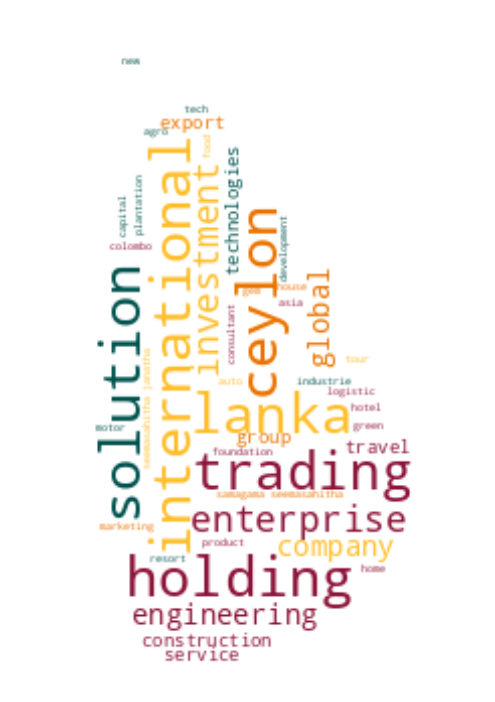 new
tech
export
agro
food
international
investment
technologies
capital
plantation
colombo
ceylon
development
solution
global
gem
house
asia
consultant
tour
auto
industrie
logistic
janatha
seemasahitha
lanka
hotel
motor
green
group
travel
foundation
trading
samagama seemasahitha
enterprise
marketing
product
company
resort
home
holding
engineering
construction
service